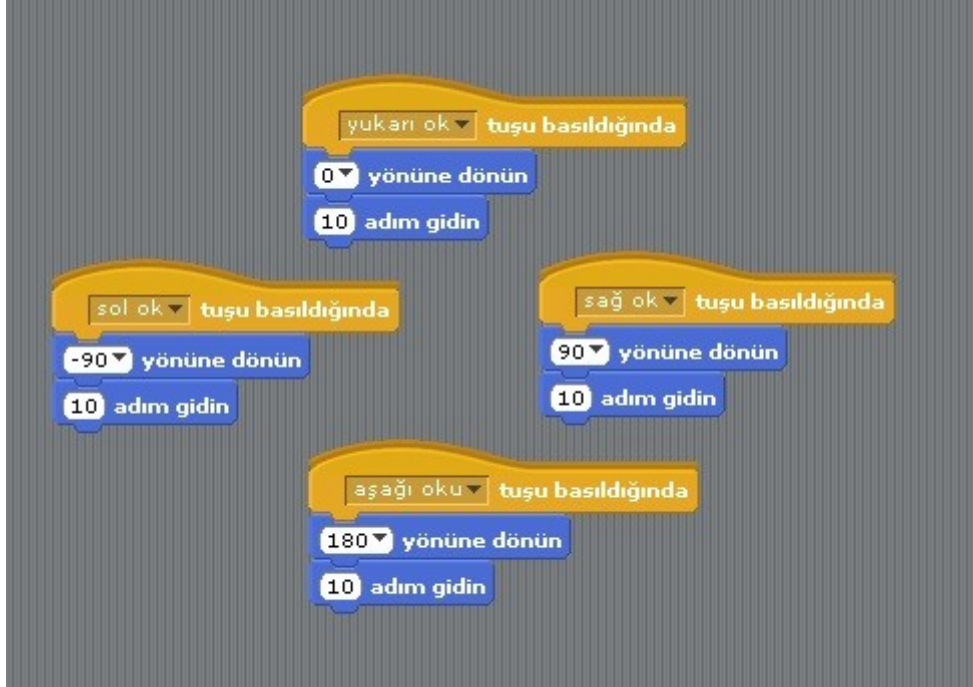 yukarı ok tuşu basıldığında
0 yönüne dönün
10 adım gidin
sol ok tuşu basıldığında
-90 yönüne dönün
10 adım gidin
sağ ok tuşu basıldığında
90 yönüne dönün
10 adım gidin
aşağı oku tuşu basıldığında
180 yönüne dönün
10 adım gidin